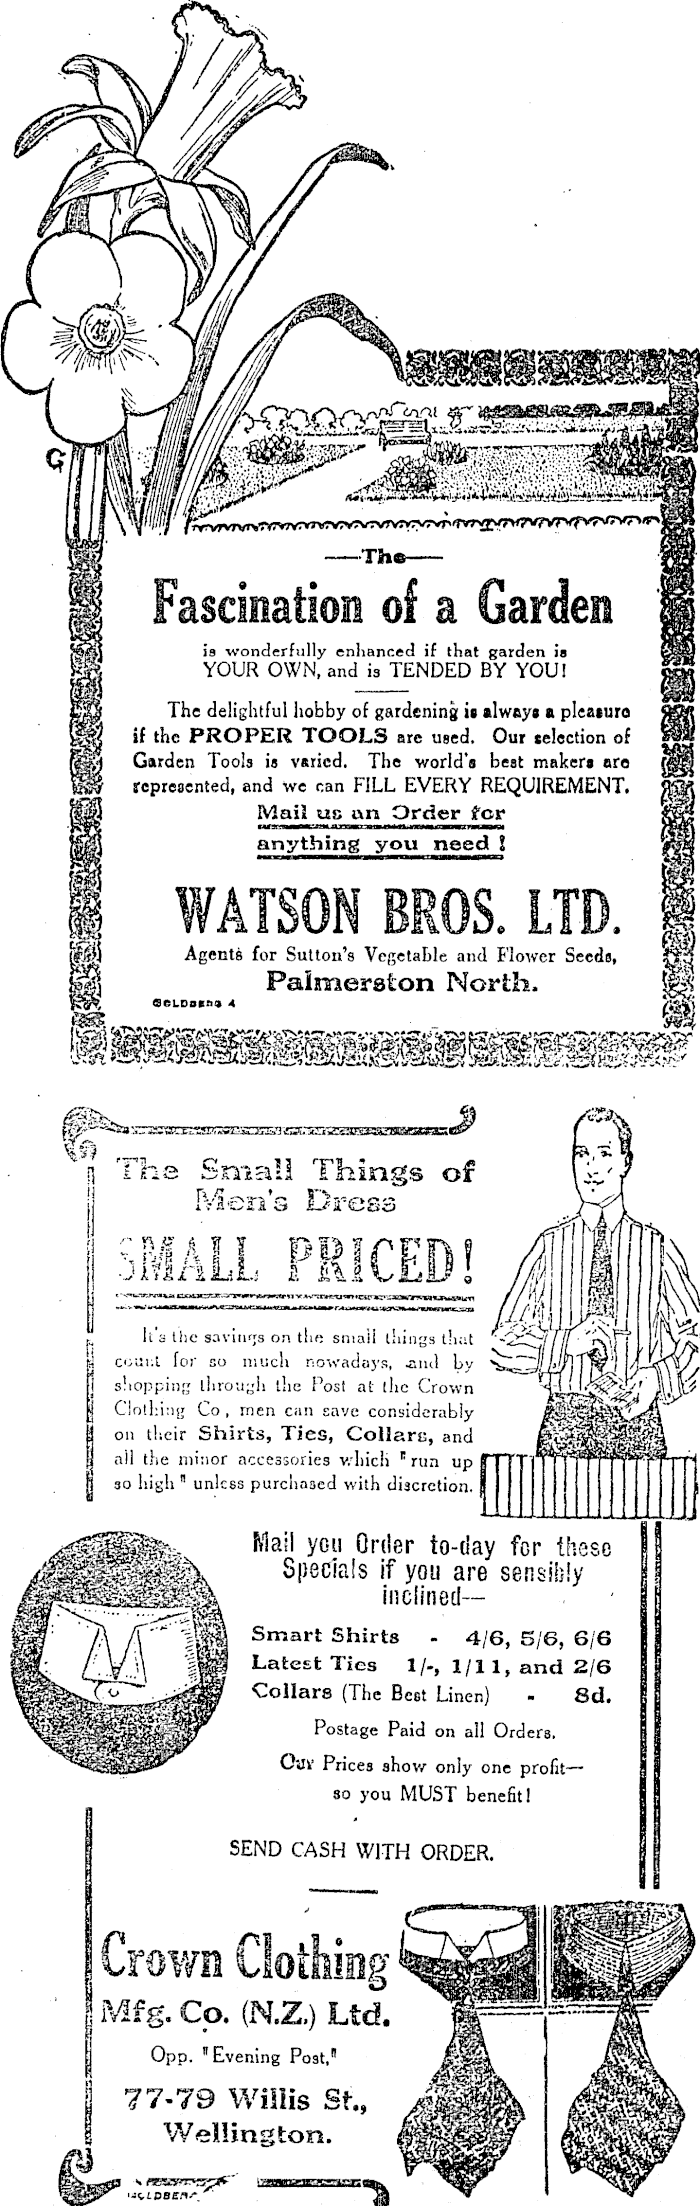 G
—The—
Fascination of a Garden
is wonderfully enhanced if that garden is
YOUR OWN, and is TENDED BY YOU!
The delightful hobby of gardening is always a pleasure
if the PROPER TOOLS are used. Our selection of
Garden Tools is varied. The world's best makers are
represented, and we can FILL EVERY REQUIREMENT.
Mail us an Order for
anything you need!
WATSON BROS. LTD.
Agents for Sutton's Vegetable and Flower Seeds,
Palmerston North.
GOLDBERG 4
The Small Things of
Men's Dress
SMALL PRICED!
It's the savings on the small things that
count for so much nowadays, and by
shopping through the Post at the Crown
Clothing Co, men can save considerably
on their Shirts, Ties, Collars, and
all the minor accessories which "run up
so high" unless purchased with discretion.
Mail you Order to-day for these
Specials if you are sensibly
inclined—
Smart Shirts - 4/6, 5/6, 6/6
Latest Ties 1/-, 1/11, and 2/6
Collars (The Best Linen) - 8d.
Postage Paid on all Orders.
Our Prices show only one profit—
so you MUST benefit!
SEND CASH WITH ORDER.
Crown Clothing
Mfg. Co. (N.Z.) Ltd.
Opp. "Evening Post,"
77-79 Willis St.,
Wellington.
GOLDBERG